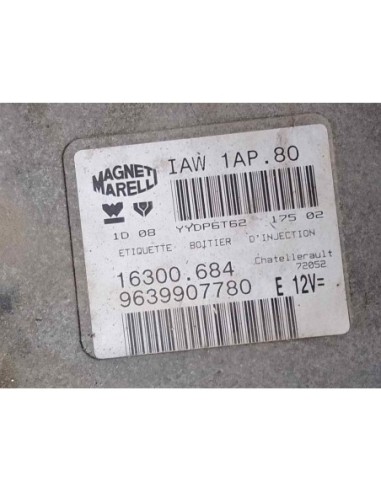 MAGNETI MARELLI
IAW 1AP.80
1D 08 YYDP6T62 175 02
ETIQUETTE BOITIER D'INJECTION
16300.684
Chatellerault
72052
9639907780 E 12V=